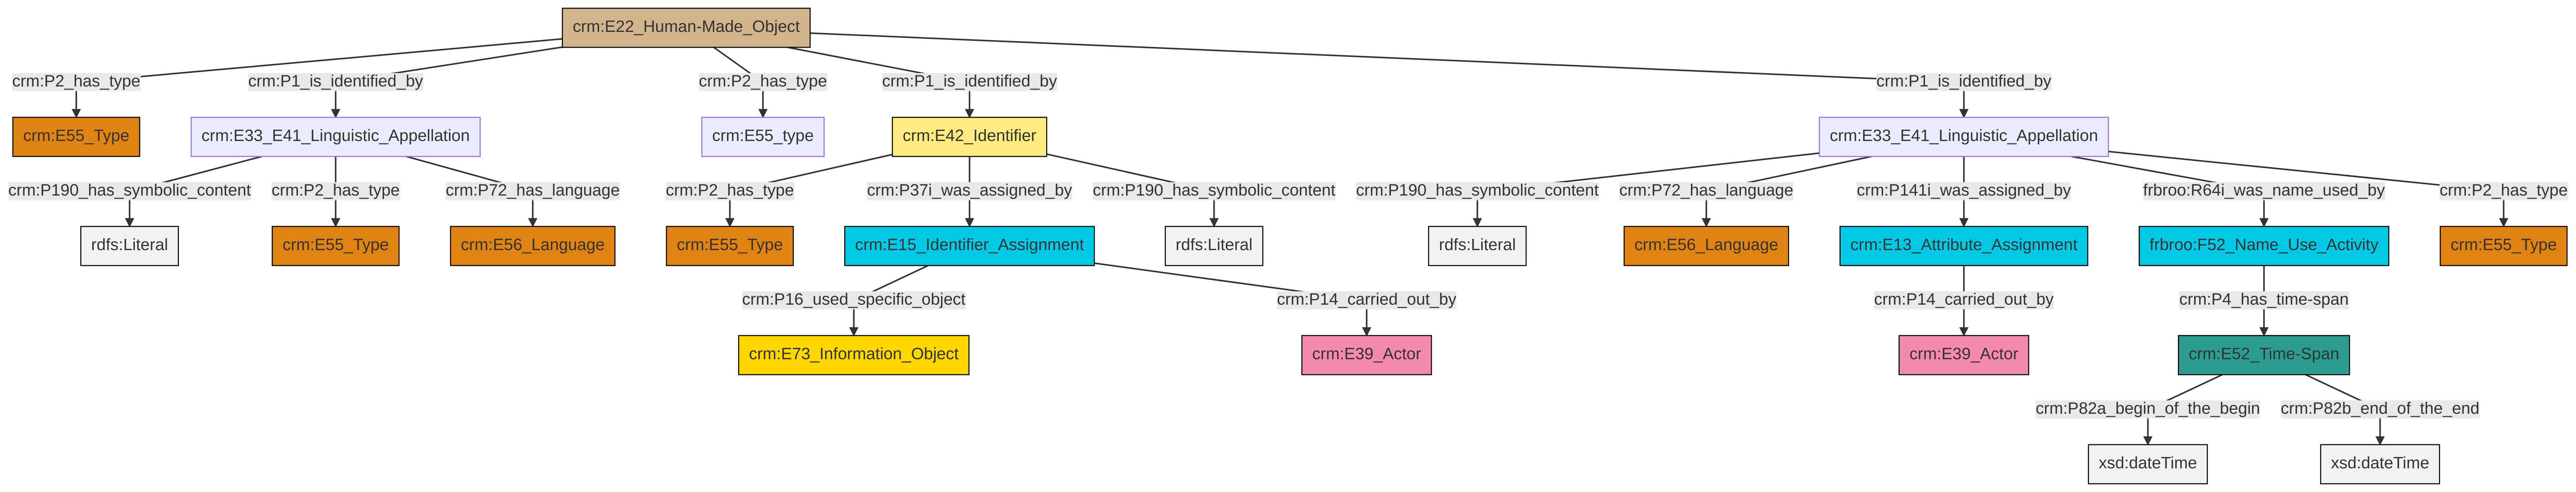 crm:E22_Human-Made_Object
crm:P2_has_type
crm:P1_is_identified_by
crm:P2_has_type
crm:P1_is_identified_by
crm:P1_is_identified_by
crm:E55_Type
crm:E33_E41_Linguistic_Appellation
crm:E55_type
crm:E42_Identifier
crm:E33_E41_Linguistic_Appellation
crm:P190_has_symbolic_content
crm:P2_has_type
crm:P72_has_language
crm:P2_has_type
crm:P37i_was_assigned_by
crm:P190_has_symbolic_content
crm:P190_has_symbolic_content
crm:P72_has_language
crm:P141i_was_assigned_by
frbroo:R64i_was_name_used_by
crm:P2_has_type
rdfs:Literal
crm:E55_Type
crm:E56_Language
crm:E55_Type
crm:E15_Identifier_Assignment
rdfs:Literal
rdfs:Literal
crm:E56_Language
crm:E13_Attribute_Assignment
frbroo:F52_Name_Use_Activity
crm:E55_Type
crm:P16_used_specific_object
crm:P14_carried_out_by
crm:P14_carried_out_by
crm:P4_has_time-span
crm:E73_Information_Object
crm:E39_Actor
crm:E39_Actor
crm:E52_Time-Span
crm:P82a_begin_of_the_begin
crm:P82b_end_of_the_end
xsd:dateTime
xsd:dateTime